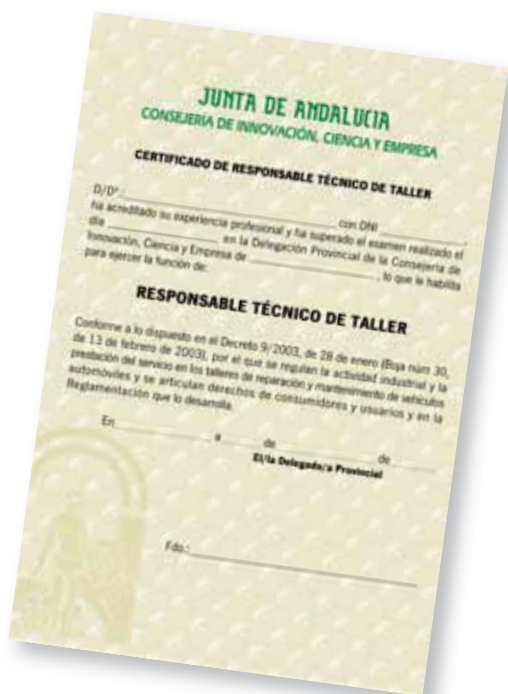 JUNTA DE ANDALUCIA
CONSEJERÍA DE INNOVACIÓN, CIENCIA Y EMPRESA
CERTIFICADO DE RESPONSABLE TÉCNICO DE TALLER
D/Dª.: con DNI ,
ha acreditado su experiencia profesional y ha superado el examen realizado el
día en la Delegación Provincial de la Consejería de
Innovación, Ciencia y Empresa de , lo que le habilita
para ejercer la función de:
RESPONSABLE TÉCNICO DE TALLER
Conforme a lo dispuesto en el Decreto 9/2003, de 28 de enero (Boja núm 30,
de 13 de febrero de 2003), por el que se regulan la actividad industrial y la
prestación del servicio en los talleres de reparación y mantenimiento de vehículos
automóviles y se articulan derechos de consumidores y usuarios y en la
Reglamentación que lo desarrolla.
En , a de de
El/la Delegado/a Provincial
Fdo.: